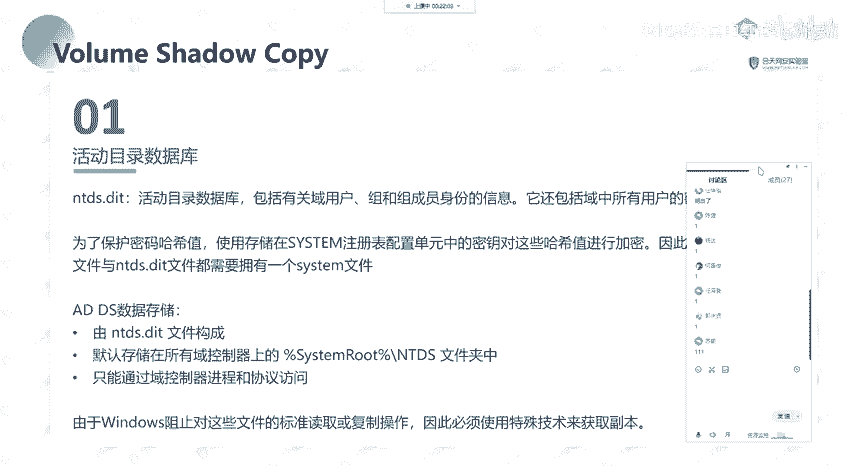 上课中 00:22:03
Volume Shadow Copy
合天网安实验室
01
活动目录数据库
讨论区 成员(27)
ntds.dit：活动目录数据库，包括有关域用户、组和组成员身份的信息。它还包括域中所有用户的
1
为了保护密码哈希值，使用存储在SYSTEM注册表配置单元中的密钥对这些哈希值进行加密。因此
文件与ntds.dit文件都需要拥有一个system文件
1
1
AD DS数据存储：
1
• 由 ntds.dit 文件构成
1
• 默认存储在所有域控制器上的 %SystemRoot%\NTDS 文件夹中
111
• 只能通过域控制器进程和协议访问
由于Windows阻止对这些文件的标准读取或复制操作，因此必须使用特殊技术来获取副本。
发送